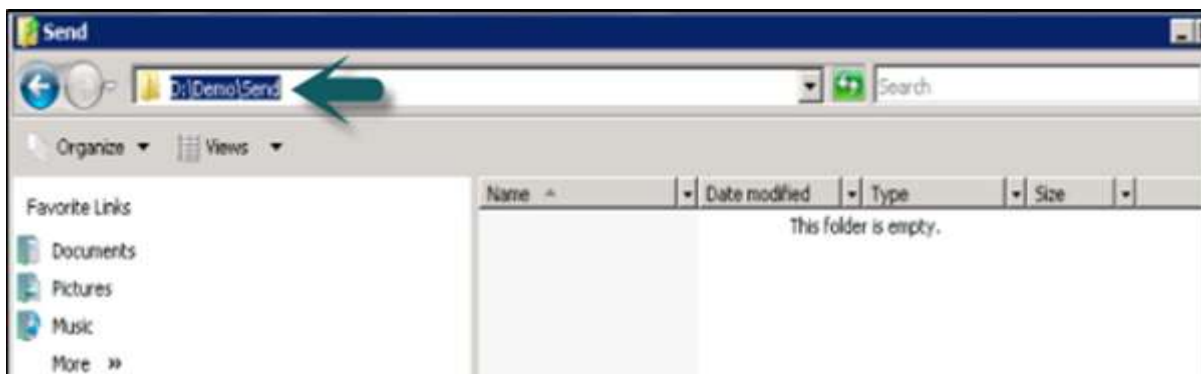 Send
D:\Demo\Send
Search
Organize Views
Favorite Links
Documents
Pictures
Music
More »
Name Date modified Type Size
This folder is empty.